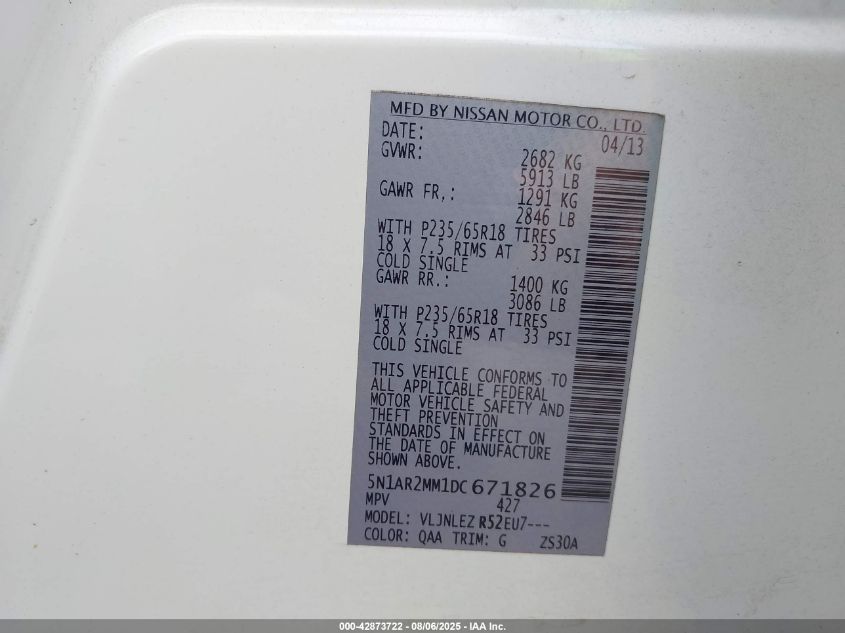 MFD BY NISSAN MOTOR CO., LTD.
DATE: 04/13
GVWR: 2682 KG
5913 LB
GAWR FR,: 1291 KG
2846 LB
WITH P235/65R18 TIRES
18 X 7.5 RIMS AT 33 PSI
COLD SINGLE
GAWR RR.: 1400 KG
3086 LB
WITH P235/65R18 TIRES
18 X 7.5 RIMS AT 33 PSI
COLD SINGLE
THIS VEHICLE CONFORMS TO
ALL APPLICABLE FEDERAL
MOTOR VEHICLE SAFETY AND
THEFT PREVENTION
STANDARDS IN EFFECT ON
THE DATE OF MANUFACTURE
SHOWN ABOVE.
5N1AR2MM1DC671826
MPV 427
MODEL: VLJNLEZ R52EU7---
COLOR: QAA TRIM: G ZS30A
000-42873722 - 08/06/2025 - IAA Inc.